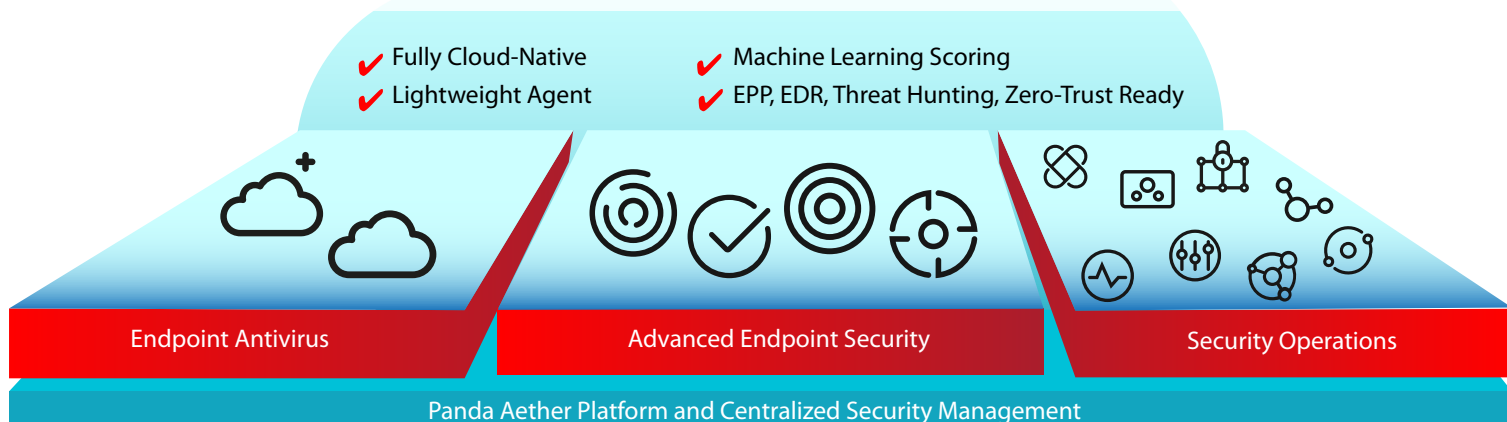 ✔ Fully Cloud-Native
✔ Machine Learning Scoring
✔ Lightweight Agent
✔ EPP, EDR, Threat Hunting, Zero-Trust Ready
Endpoint Antivirus
Advanced Endpoint Security
Security Operations
Panda Aether Platform and Centralized Security Management